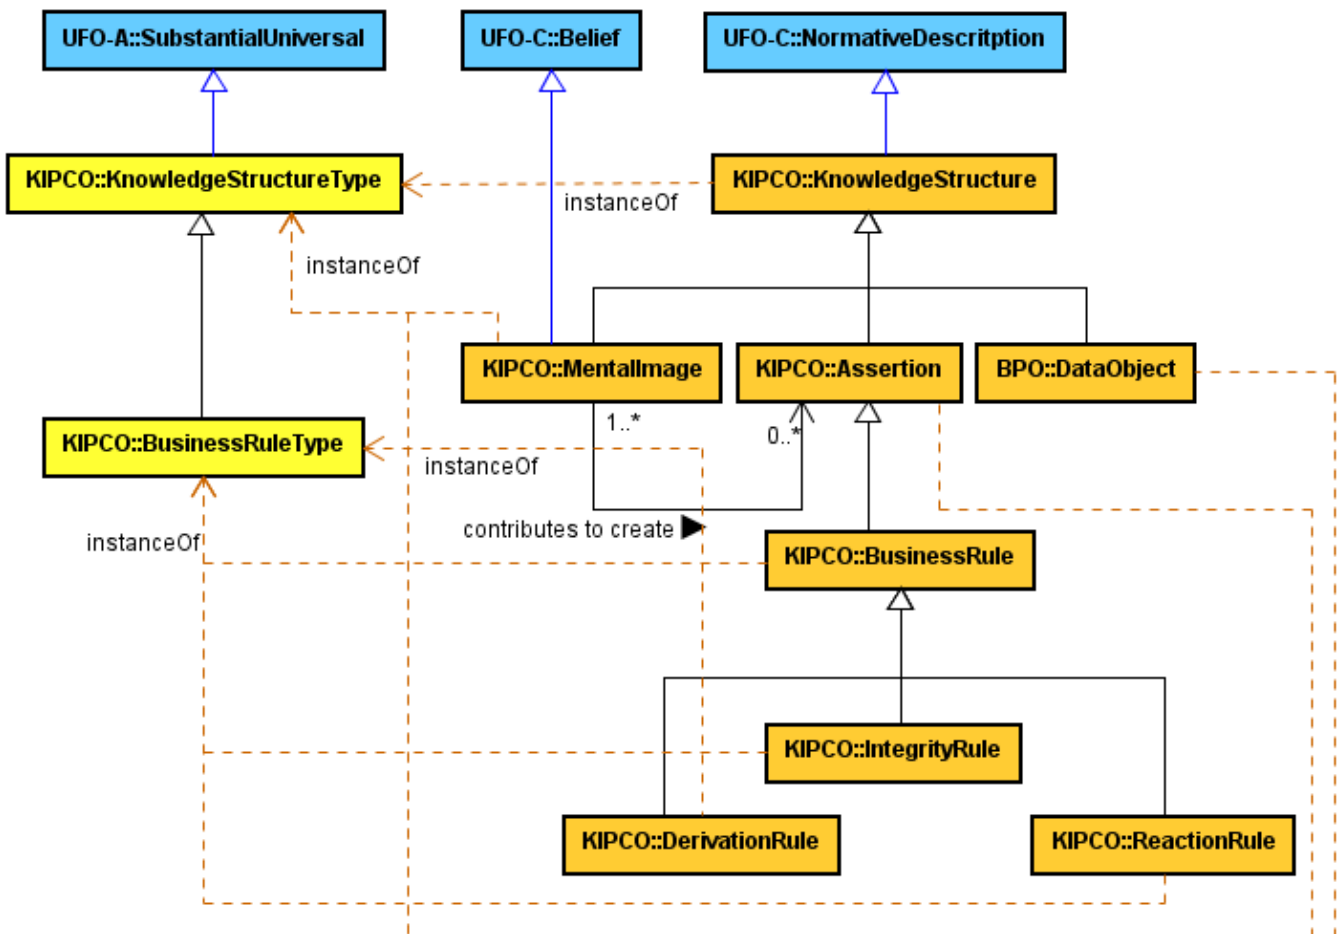 UFO-A::SubstantialUniversal
UFO-C::Belief
UFO-C::NormativeDescritption
KIPCO::KnowledgeStructureType
KIPCO::KnowledgeStructure
instanceOf
instanceOf
KIPCO::MentalImage
KIPCO::Assertion
BPO::DataObject
1..*
0..*
KIPCO::BusinessRuleType
instanceOf
contributes to create
instanceOf
KIPCO::BusinessRule
KIPCO::IntegrityRule
KIPCO::DerivationRule
KIPCO::ReactionRule